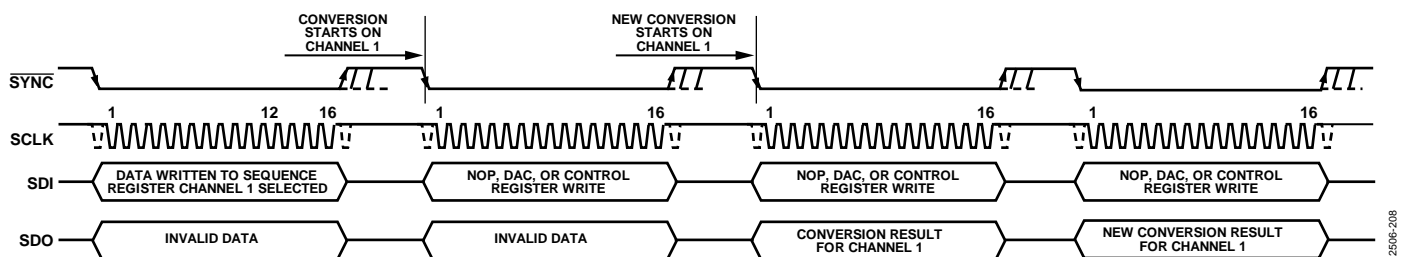 CONVERSION
STARTS ON
CHANNEL 1
NEW CONVERSION
STARTS ON
CHANNEL 1
SYNC
1 12 16 1 16 1 16 1 16
SCLK
SDI
DATA WRITTEN TO SEQUENCE
REGISTER CHANNEL 1 SELECTED
NOP, DAC, OR CONTROL
REGISTER WRITE
NOP, DAC, OR CONTROL
REGISTER WRITE
NOP, DAC, OR CONTROL
REGISTER WRITE
SDO
INVALID DATA
INVALID DATA
CONVERSION RESULT
FOR CHANNEL 1
NEW CONVERSION RESULT
FOR CHANNEL 1
2506-208